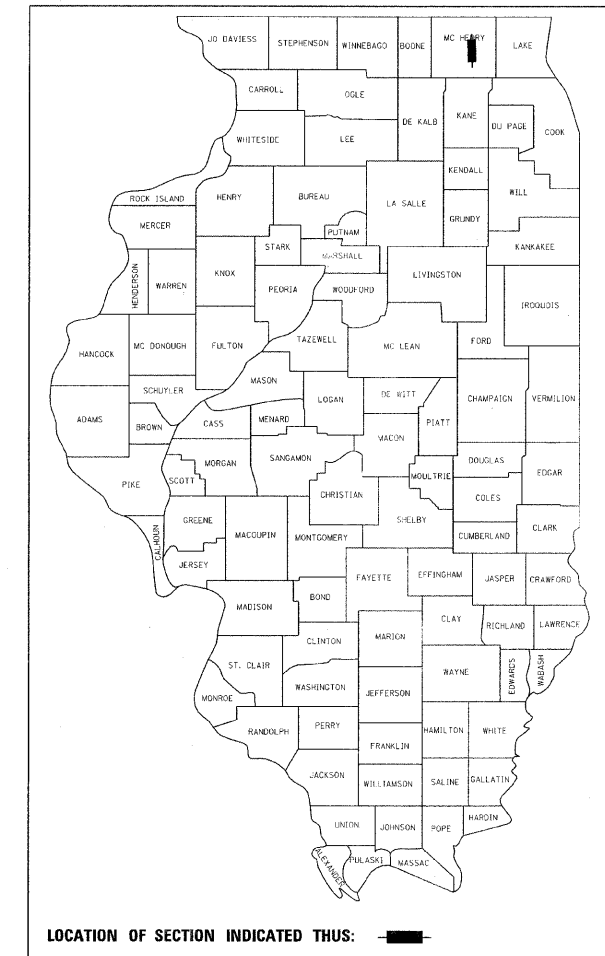 JO DAVIESS STEPHENSON WINNEBAGO BOONE MC HENRY LAKE
CARROLL OGLE DE KALB KANE DU PAGE COOK
WHITESIDE LEE KENDALL WILL
ROCK ISLAND HENRY BUREAU LA SALLE GRUNDY
MERCER PUTNAM KANKAKEE
STARK MARSHALL
HENDERSON WARREN KNOX PEORIA WOODFORD LIVINGSTON IROQUOIS
HANCOCK MC DONOUGH FULTON TAZEWELL MC LEAN FORD
SCHUYLER MASON LOGAN DE WITT CHAMPAIGN VERMILION
ADAMS BROWN CASS MENARD MACON PIATT
PIKE SCOTT MORGAN SANGAMON CHRISTIAN MOULTRIE DOUGLAS EDGAR
COLES
CALHOUN GREENE MACOUPIN MONTGOMERY SHELBY CUMBERLAND CLARK
JERSEY FAYETTE EFFINGHAM JASPER CRAWFORD
MADISON BOND
CLINTON MARION CLAY RICHLAND LAWRENCE
ST. CLAIR WASHINGTON JEFFERSON WAYNE EDWARDS WABASH
MONROE
RANDOLPH PERRY FRANKLIN HAMILTON WHITE
JACKSON WILLIAMSON SALINE GALLATIN
UNION JOHNSON POPE HARDIN
ALEXANDER PULASKI MASSAC
LOCATION OF SECTION INDICATED THUS: